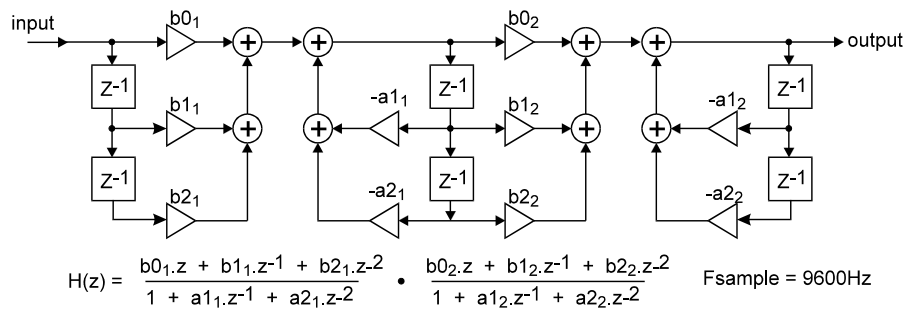 input
b0₁
b0₂
output
z-1
z-1
z-1
b1₁
-a1₁
b1₂
-a1₂
z-1
z-1
z-1
b2₁
-a2₁
b2₂
-a2₂
H(z) = b0₁.z + b1₁.z-1 + b2₁.z-2 • b0₂.z + b1₂.z-1 + b2₂.z-2 Fsample = 9600Hz
1 + a1₁.z-1 + a2₁.z-2 1 + a1₂.z-1 + a2₂.z-2